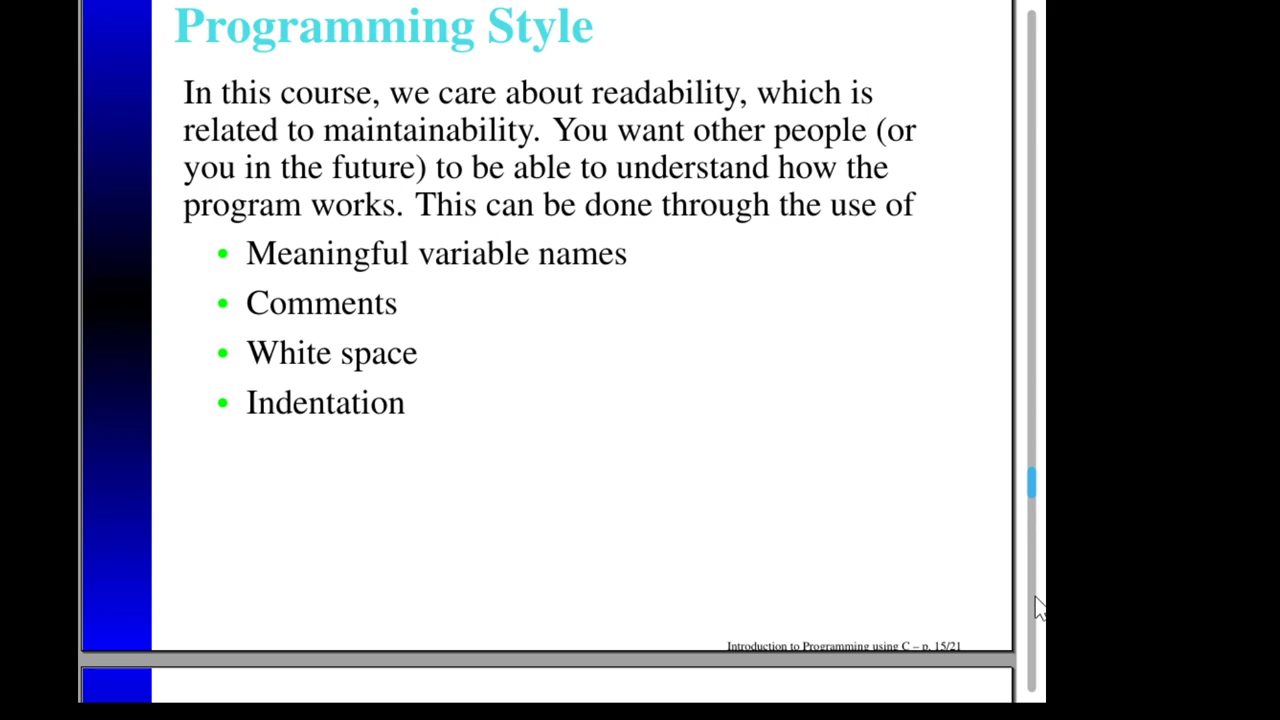 Programming Style
In this course, we care about readability, which is
related to maintainability. You want other people (or
you in the future) to be able to understand how the
program works. This can be done through the use of
• Meaningful variable names
• Comments
• White space
• Indentation
Introduction to Programming using C – p. 15/21